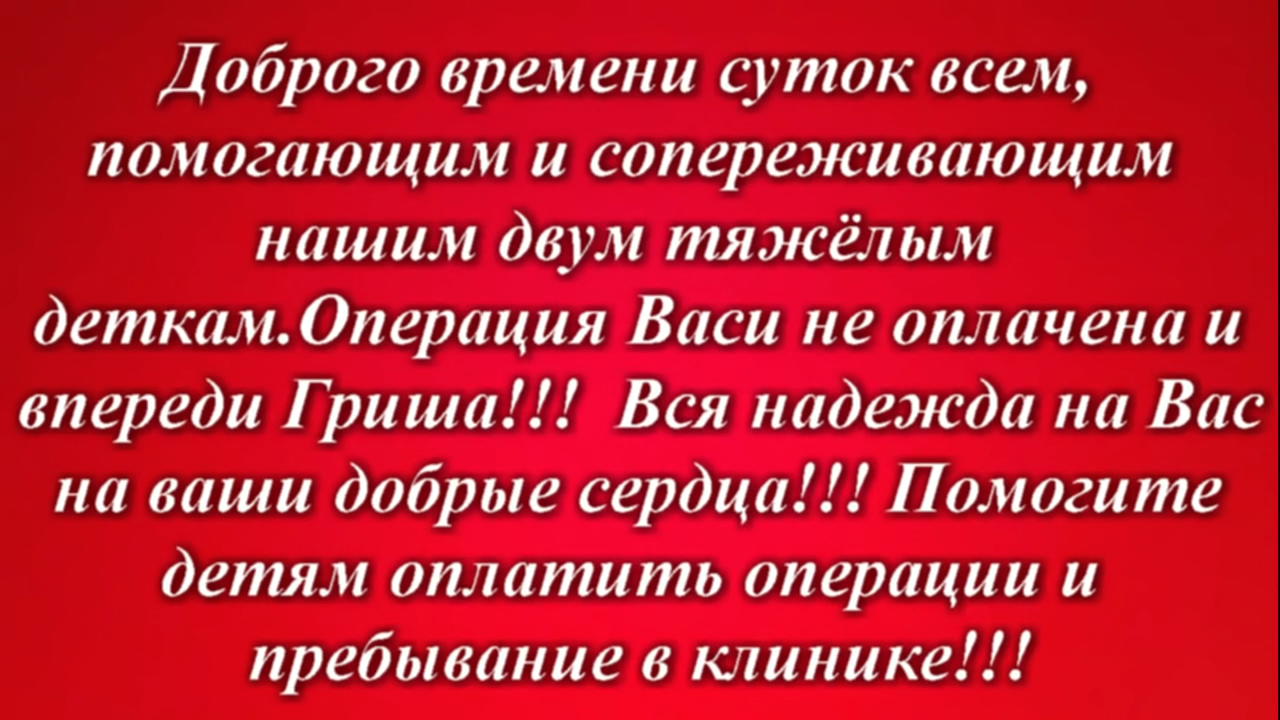 Доброго времени суток всем,
помогающим и сопереживающим
нашим двум тяжёлым
деткам.Операция Васи не оплачена и
впереди Гриша!!! Вся надежда на Вас
на ваши добрые сердца!!! Помогите
детям оплатить операции и
пребывание в клинике!!!